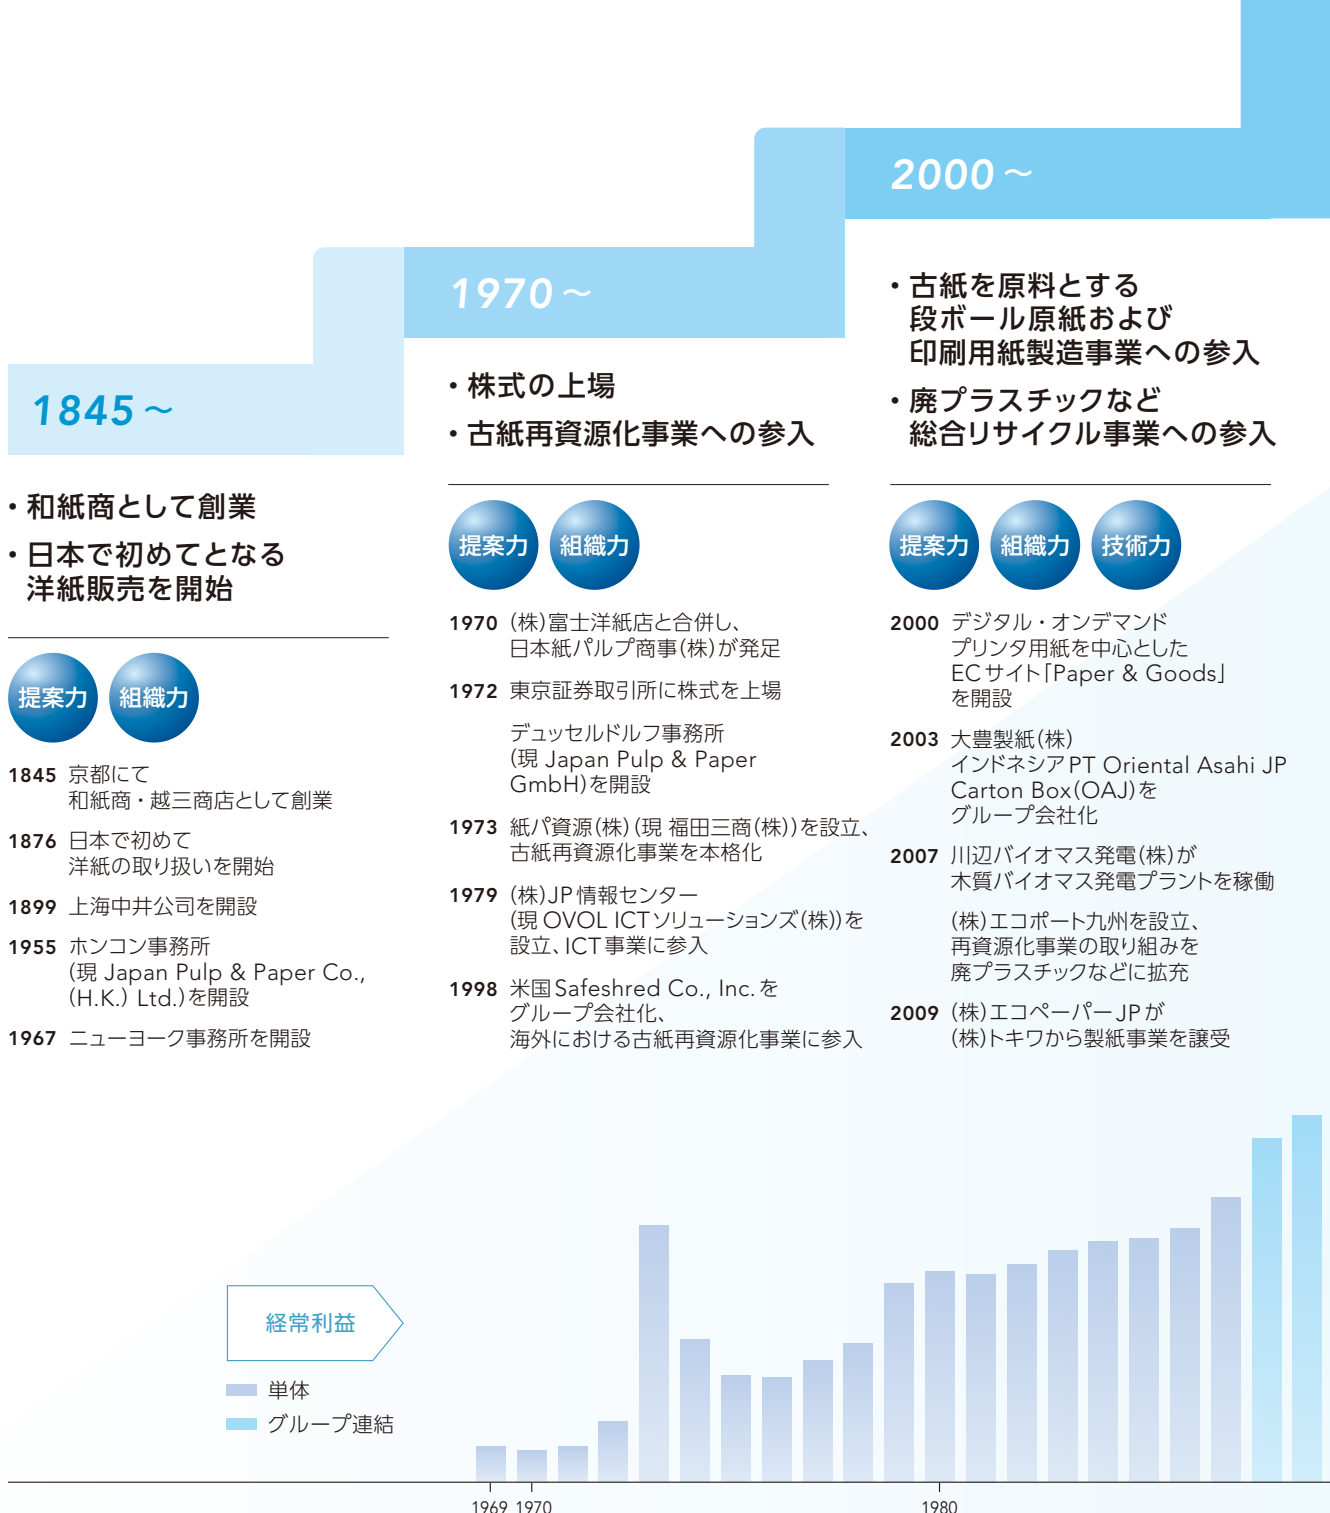 1845～
・和紙商として創業
・日本で初めてとなる
洋紙販売を開始
提案力
組織力
1845 京都にて
和紙商・越三商店として創業
1876 日本で初めて
洋紙の取り扱いを開始
1899 上海中井公司を開設
1955 ホンコン事務所
(現 Japan Pulp & Paper Co.,
(H.K.) Ltd.)を開設
1967 ニューヨーク事務所を開設
1970～
・株式の上場
・古紙再資源化事業への参入
提案力
組織力
1970 (株)富士洋紙店と合併し、
日本紙パルプ商事(株)が発足
1972 東京証券取引所に株式を上場
デュッセルドルフ事務所
(現 Japan Pulp & Paper
GmbH)を開設
1973 紙パ資源(株)(現 福田三商(株))を設立、
古紙再資源化事業を本格化
1979 (株)JP情報センター
(現 OVOL ICTソリューションズ(株))を
設立、ICT事業に参入
1998 米国Safeshred Co., Inc.を
グループ会社化、
海外における古紙再資源化事業に参入
2000～
・古紙を原料とする
段ボール原紙および
印刷用紙製造事業への参入
・廃プラスチックなど
総合リサイクル事業への参入
提案力
組織力
技術力
2000 デジタル・オンデマンド
プリンタ用紙を中心とした
ECサイト「Paper & Goods」
を開設
2003 大豊製紙(株)
インドネシアPT Oriental Asahi JP
Carton Box(OAJ)を
グループ会社化
2007 川辺バイオマス発電(株)が
木質バイオマス発電プラントを稼働
(株)エコポート九州を設立、
再資源化事業の取り組みを
廃プラスチックなどに拡充
2009 (株)エコペーパーJPが
(株)トキワから製紙事業を譲受
経常利益
単体
グループ連結
1969 1970
1980